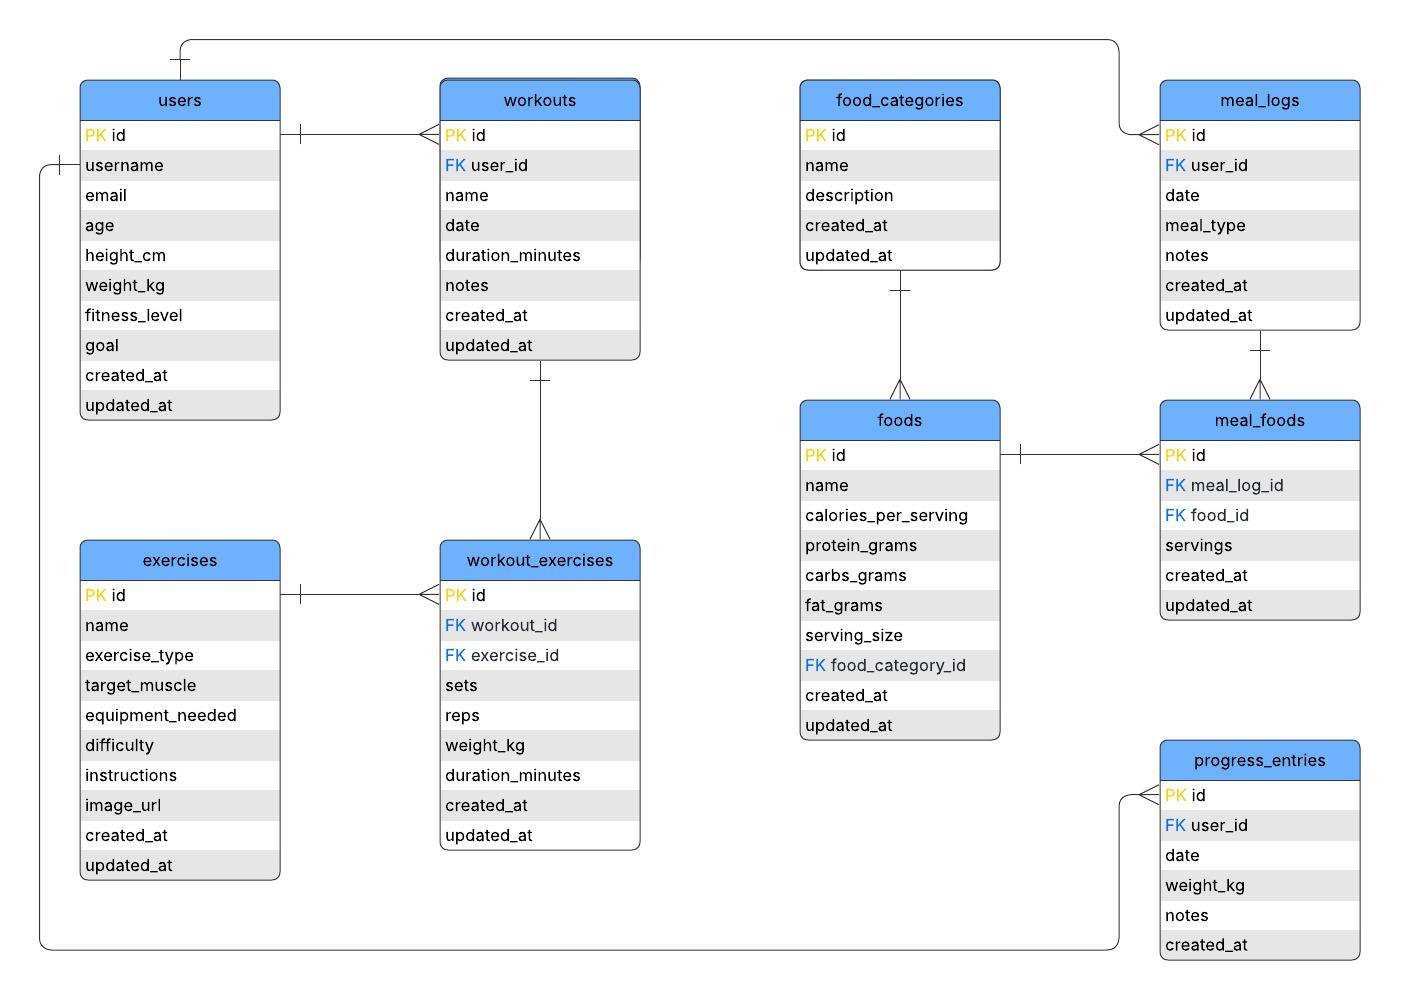 users
PK id
username
email
age
height_cm
weight_kg
fitness_level
goal
created_at
updated_at
workouts
PK id
FK user_id
name
date
duration_minutes
notes
created_at
updated_at
food_categories
PK id
name
description
created_at
updated_at
meal_logs
PK id
FK user_id
date
meal_type
notes
created_at
updated_at
exercises
PK id
name
exercise_type
target_muscle
equipment_needed
difficulty
instructions
image_url
created_at
updated_at
workout_exercises
PK id
FK workout_id
FK exercise_id
sets
reps
weight_kg
duration_minutes
created_at
updated_at
foods
PK id
name
calories_per_serving
protein_grams
carbs_grams
fat_grams
serving_size
FK food_category_id
created_at
updated_at
meal_foods
PK id
FK meal_log_id
FK food_id
servings
created_at
updated_at
progress_entries
PK id
FK user_id
date
weight_kg
notes
created_at